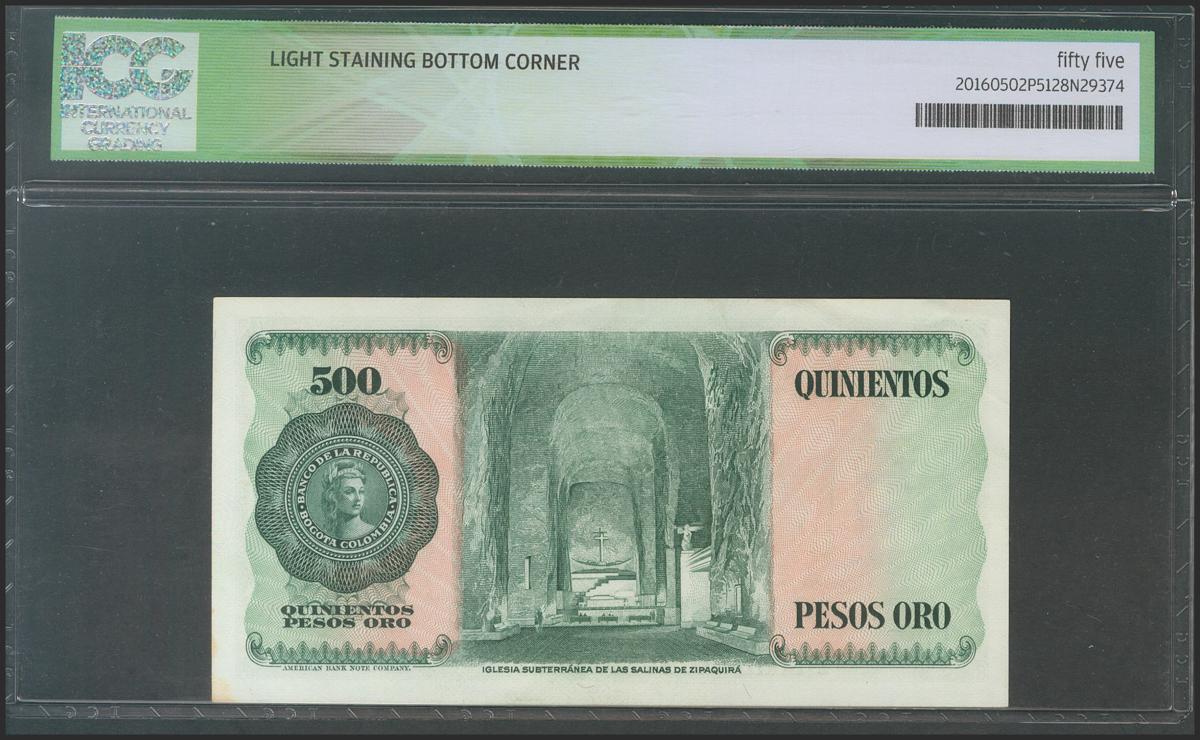 ICG
INTERNATIONAL
CURRENCY
GRADING
LIGHT STAINING BOTTOM CORNER
fifty five
20160502P5128N29374
500
BANCO DE LA REPUBLICA
BOGOTA COLOMBIA
QUINIENTOS
PESOS ORO
AMERICAN BANK NOTE COMPANY.
IGLESIA SUBTERRÁNEA DE LAS SALINAS DE ZIPAQUIRÁ
QUINIENTOS
PESOS ORO